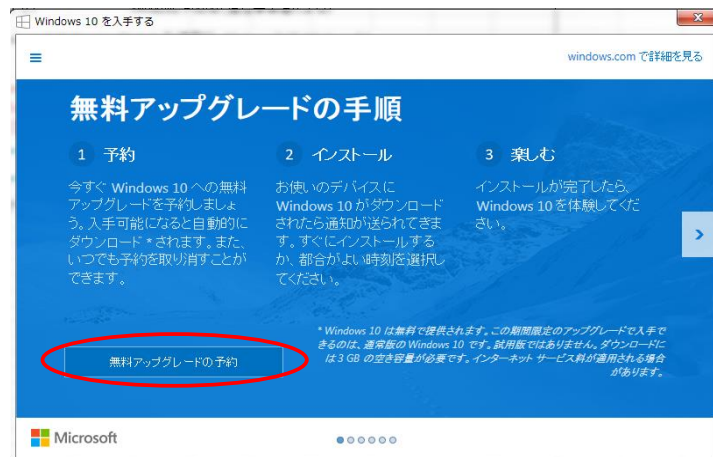 Windows 10 を入手する
windows.com で詳細を見る
無料アップグレードの手順
1 予約
今すぐ Windows 10 への無料
アップグレードを予約しましょ
う。入手可能になると自動的に
ダウンロード * されます。また、
いつでも予約を取り消すことが
できます。
2 インストール
お使いのデバイスに
Windows 10 がダウンロード
されたら通知が送られてきま
す。すぐにインストールする
か、都合がよい時刻を選択し
てください。
3 楽しむ
インストールが完了したら、
Windows 10 を体験してくだ
さい。
* Windows 10 は無料で提供されます。この期間限定のアップグレードで入手で
きるのは、通常版の Windows 10 です。試用版ではありません。ダウンロードに
は 3 GB の空き容量が必要です。インターネット サービス料が適用される場合
があります。
無料アップグレードの予約
Microsoft